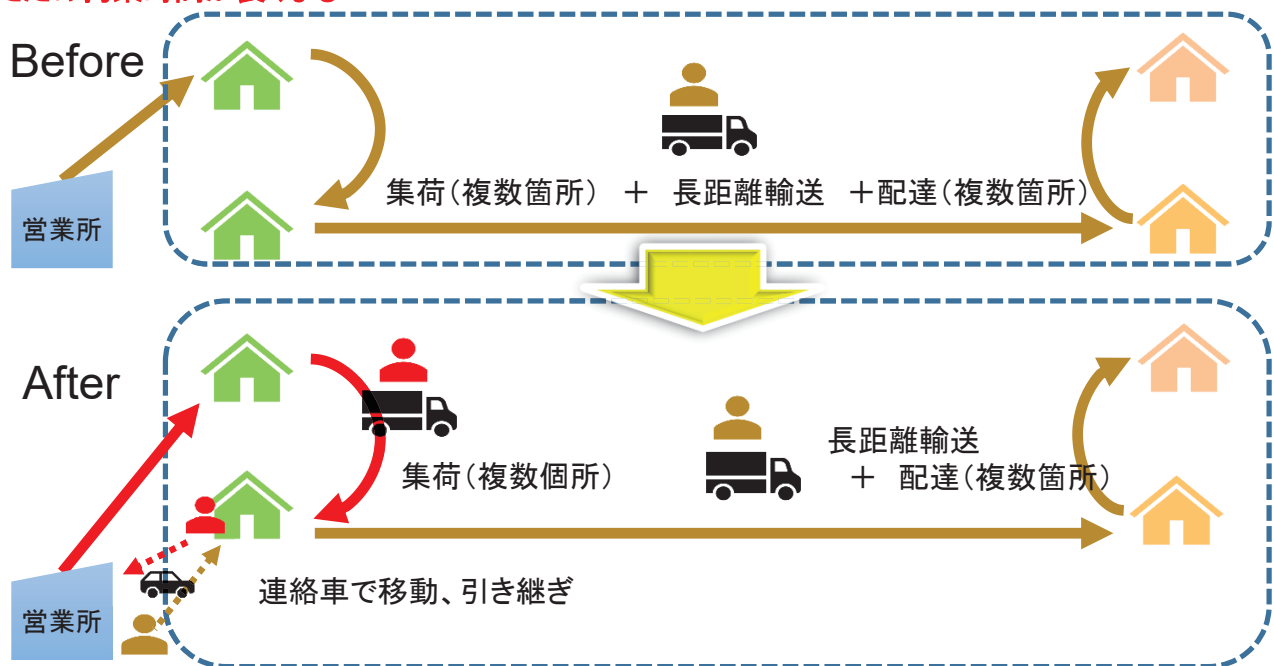 Before
営業所
集荷(複数箇所) + 長距離輸送 +配達(複数箇所)
After
集荷(複数個所)
長距離輸送
+ 配達(複数箇所)
連絡車で移動、引き継ぎ
営業所